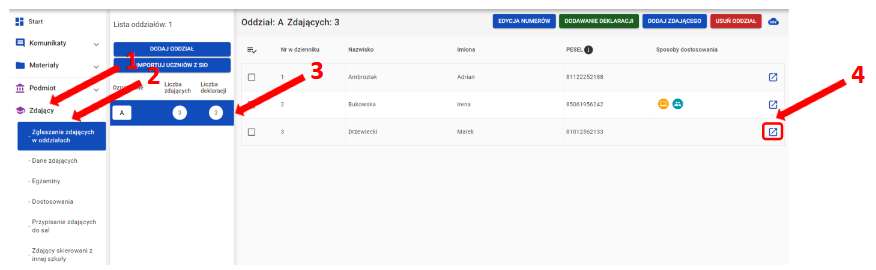 Start
Komunikaty
Materiały
Podmiot
Zdający
- Zgłaszanie zdających
w oddziałach
- Dane zdających
- Egzaminy
- Dostosowania
- Przypisanie zdających
do sal
- Zdający skierowani z
innej szkoły
Lista oddziałów: 1
DODAJ ODDZIAŁ
IMPORTUJ UCZNIÓW Z SIO
Liczba
zdających
Liczba
deklaracji
A 3 3
Oddział: A Zdających: 3
EDYCJA NUMERÓW DODAWANIE DEKLARACJI DODAJ ZDAJĄCEGO USUŃ ODDZIAŁ
Nr w dzienniku Nazwisko Imiona PESEL Sposoby dostosowania
1 Ambroziak Adrian 81122252188
2 Bukowska Irena 85061956242
3 Drzewiecki Marek 81012562133
1
2
3
4